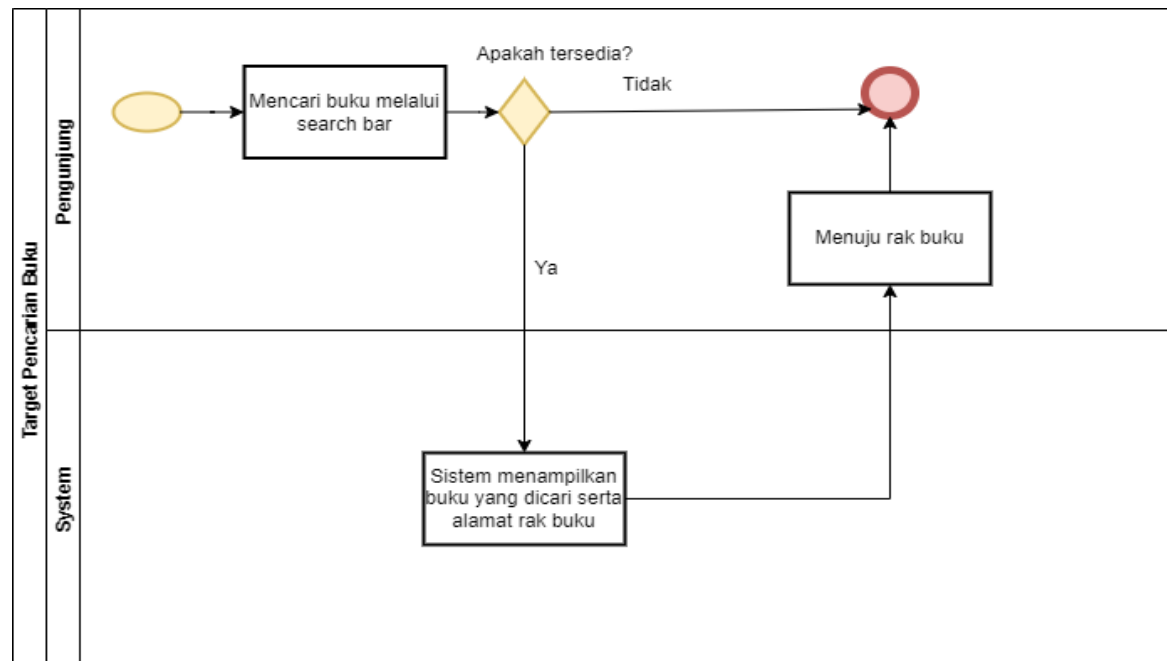 Target Pencarian Buku
Pengunjung
Mencari buku melalui
search bar
Apakah tersedia?
Tidak
Ya
Menuju rak buku
System
Sistem menampilkan
buku yang dicari serta
alamat rak buku